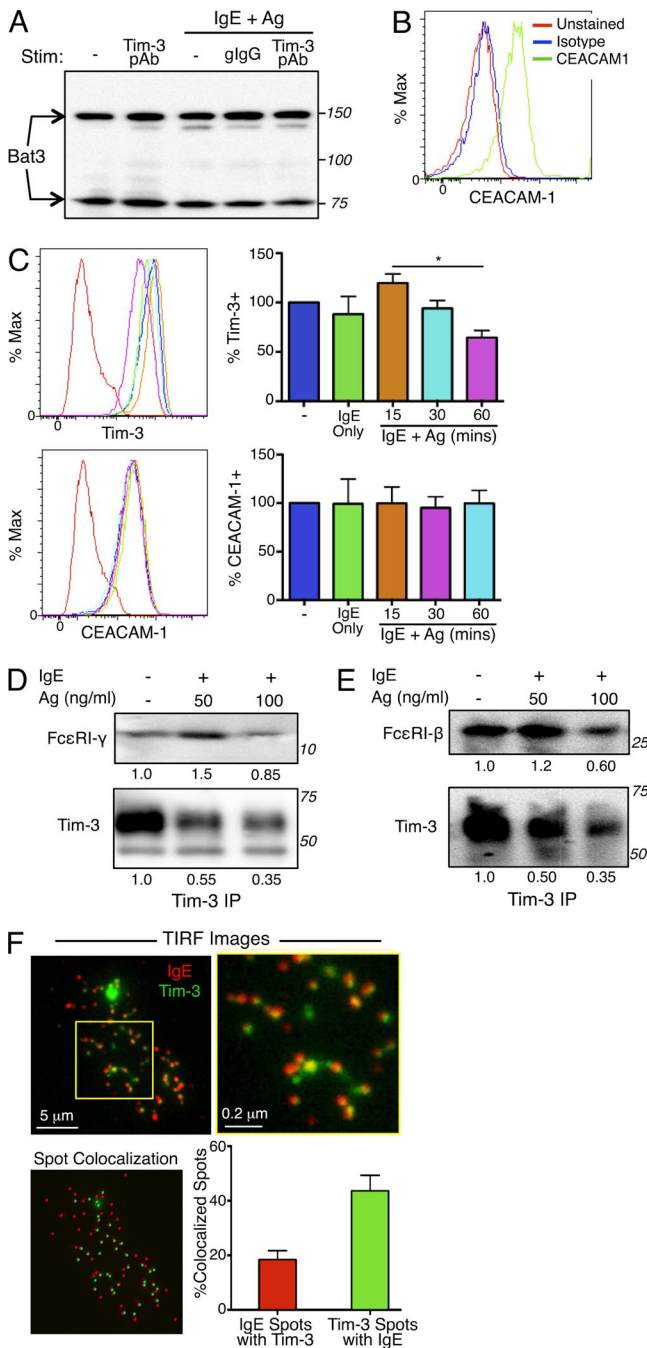 A
IgE + Ag
Stim: - Tim-3 pAb - gIgG Tim-3 pAb
150
Bat3
100
75
B
Unstained
Isotype
CEACAM1
% Max
0
CEACAM-1
C
% Max
0
Tim-3
% Tim-3+
150
100
50
0
- IgE Only 15 30 60
*
IgE + Ag (mins)
% Max
0
CEACAM-1
% CEACAM-1+
150
100
50
0
- IgE Only 15 30 60
IgE + Ag (mins)
D
IgE - + +
Ag (ng/ml) - 50 100
FcεRI-γ
10
1.0 1.5 0.85
75
Tim-3
50
1.0 0.55 0.35
Tim-3 IP
E
IgE - + +
Ag (ng/ml) - 50 100
FcεRI-β
25
1.0 1.2 0.60
75
Tim-3
50
1.0 0.50 0.35
Tim-3 IP
F
TIRF Images
IgE
Tim-3
5 μm
0.2 μm
Spot Colocalization
%Colocalized Spots
60
40
20
0
IgE Spots with Tim-3
Tim-3 Spots with IgE